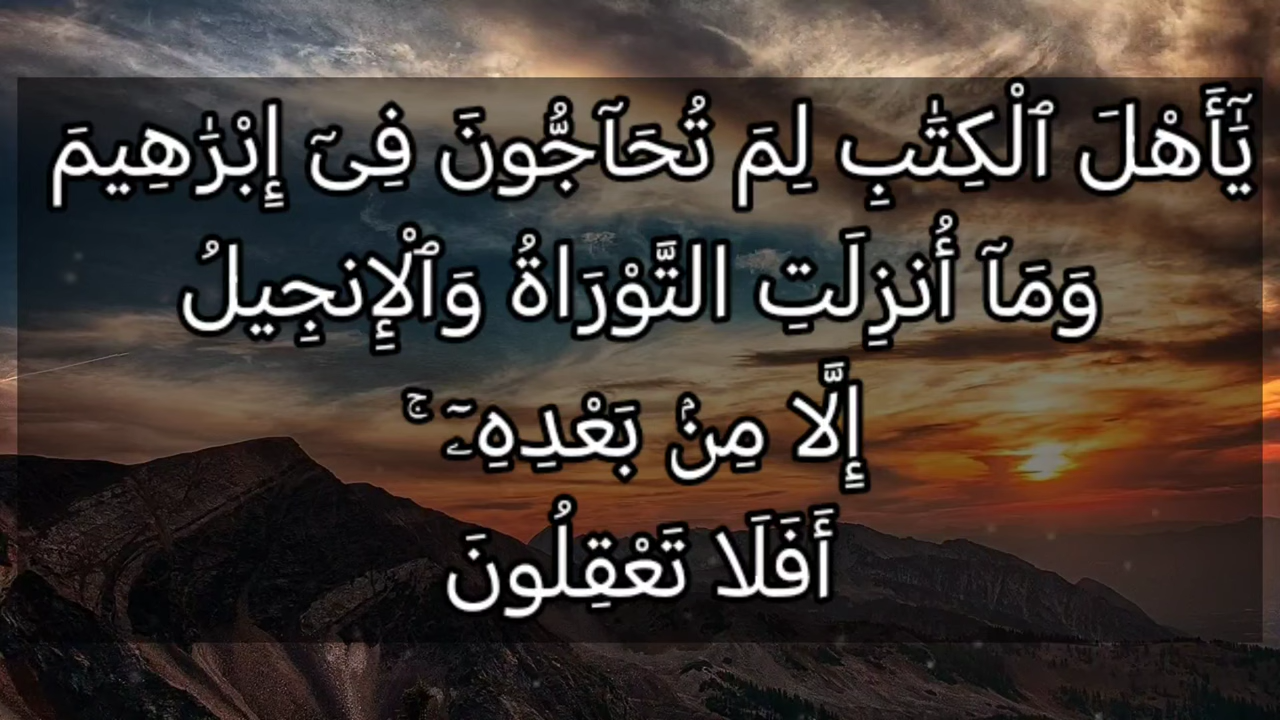 يَٰٓأَهْلَ ٱلْكِتَٰبِ لِمَ تُحَآجُّونَ فِىٓ إِبْرَٰهِيمَ
وَمَآ أُنزِلَتِ التَّوْرَاةُ وَٱلْإِنجِيلُ
إِلَّا مِنۢ بَعْدِهِۦٓ ۚ
أَفَلَا تَعْقِلُونَ